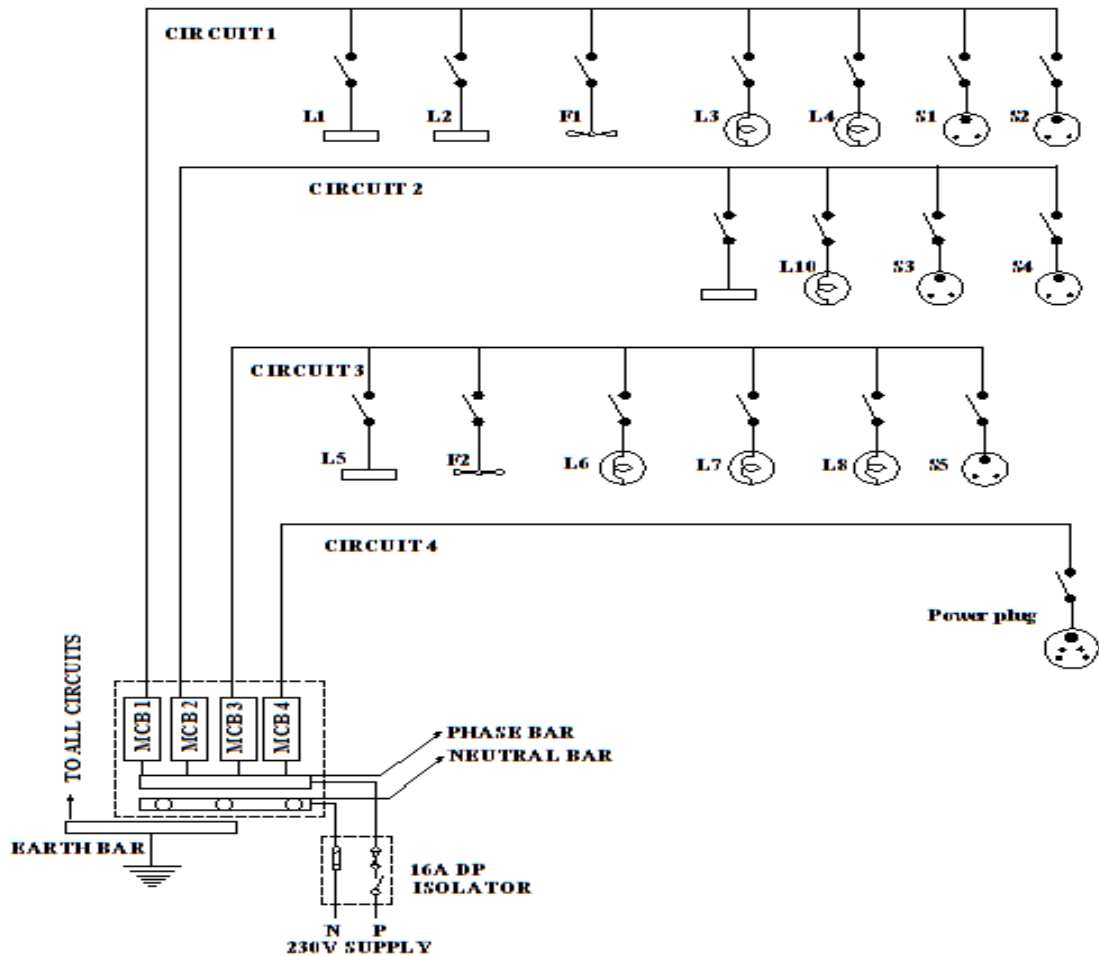 CIRCUIT 1
L1 L2 F1 L3 L4 S1 S2
CIRCUIT 2
L10 S3 S4
CIRCUIT 3
L5 F2 L6 L7 L8 S5
CIRCUIT 4
Power plug
TO ALL CIRCUITS
MCB1 MCB2 MCB3 MCB4
PHASE BAR
NEUTRAL BAR
EARTH BAR
16A DP
ISOLATOR
N P
230V SUPPLY